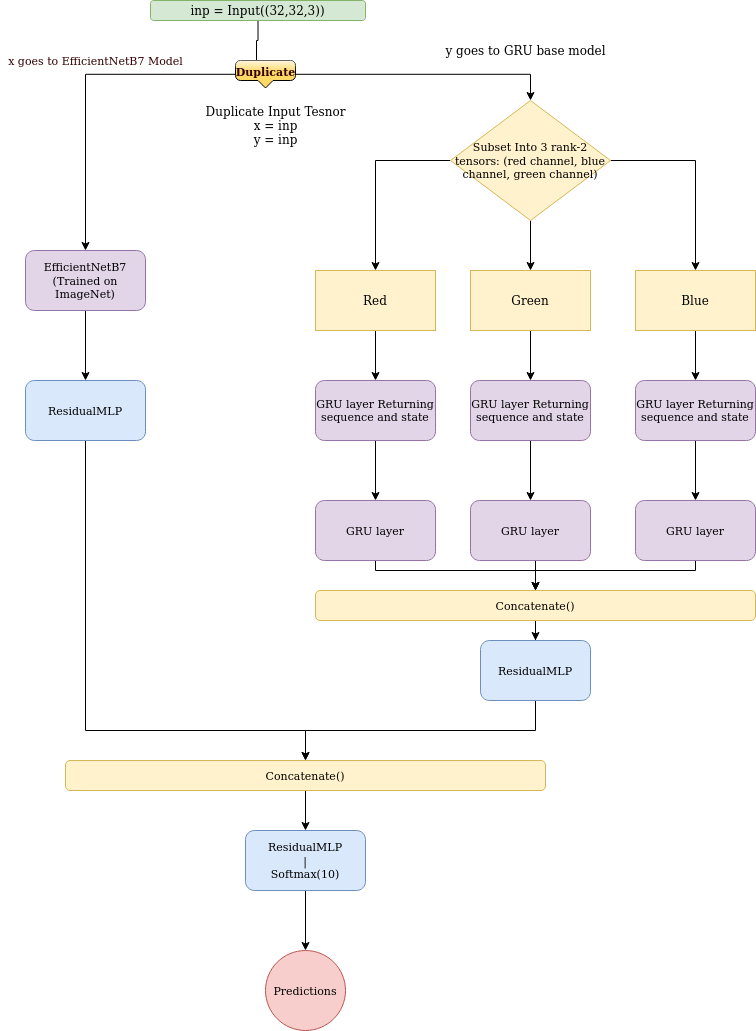 inp = Input((32,32,3))
y goes to GRU base model
x goes to EfficientNetB7 Model
Duplicate
Duplicate Input Tesnor
x = inp
y = inp
Subset Into 3 rank-2
tensors: (red channel, blue
channel, green channel)
EfficientNetB7
(Trained on
ImageNet)
Red
Green
Blue
ResidualMLP
GRU layer Returning
sequence and state
GRU layer Returning
sequence and state
GRU layer Returning
sequence and state
GRU layer
GRU layer
GRU layer
Concatenate()
ResidualMLP
Concatenate()
ResidualMLP
|
Softmax(10)
Predictions